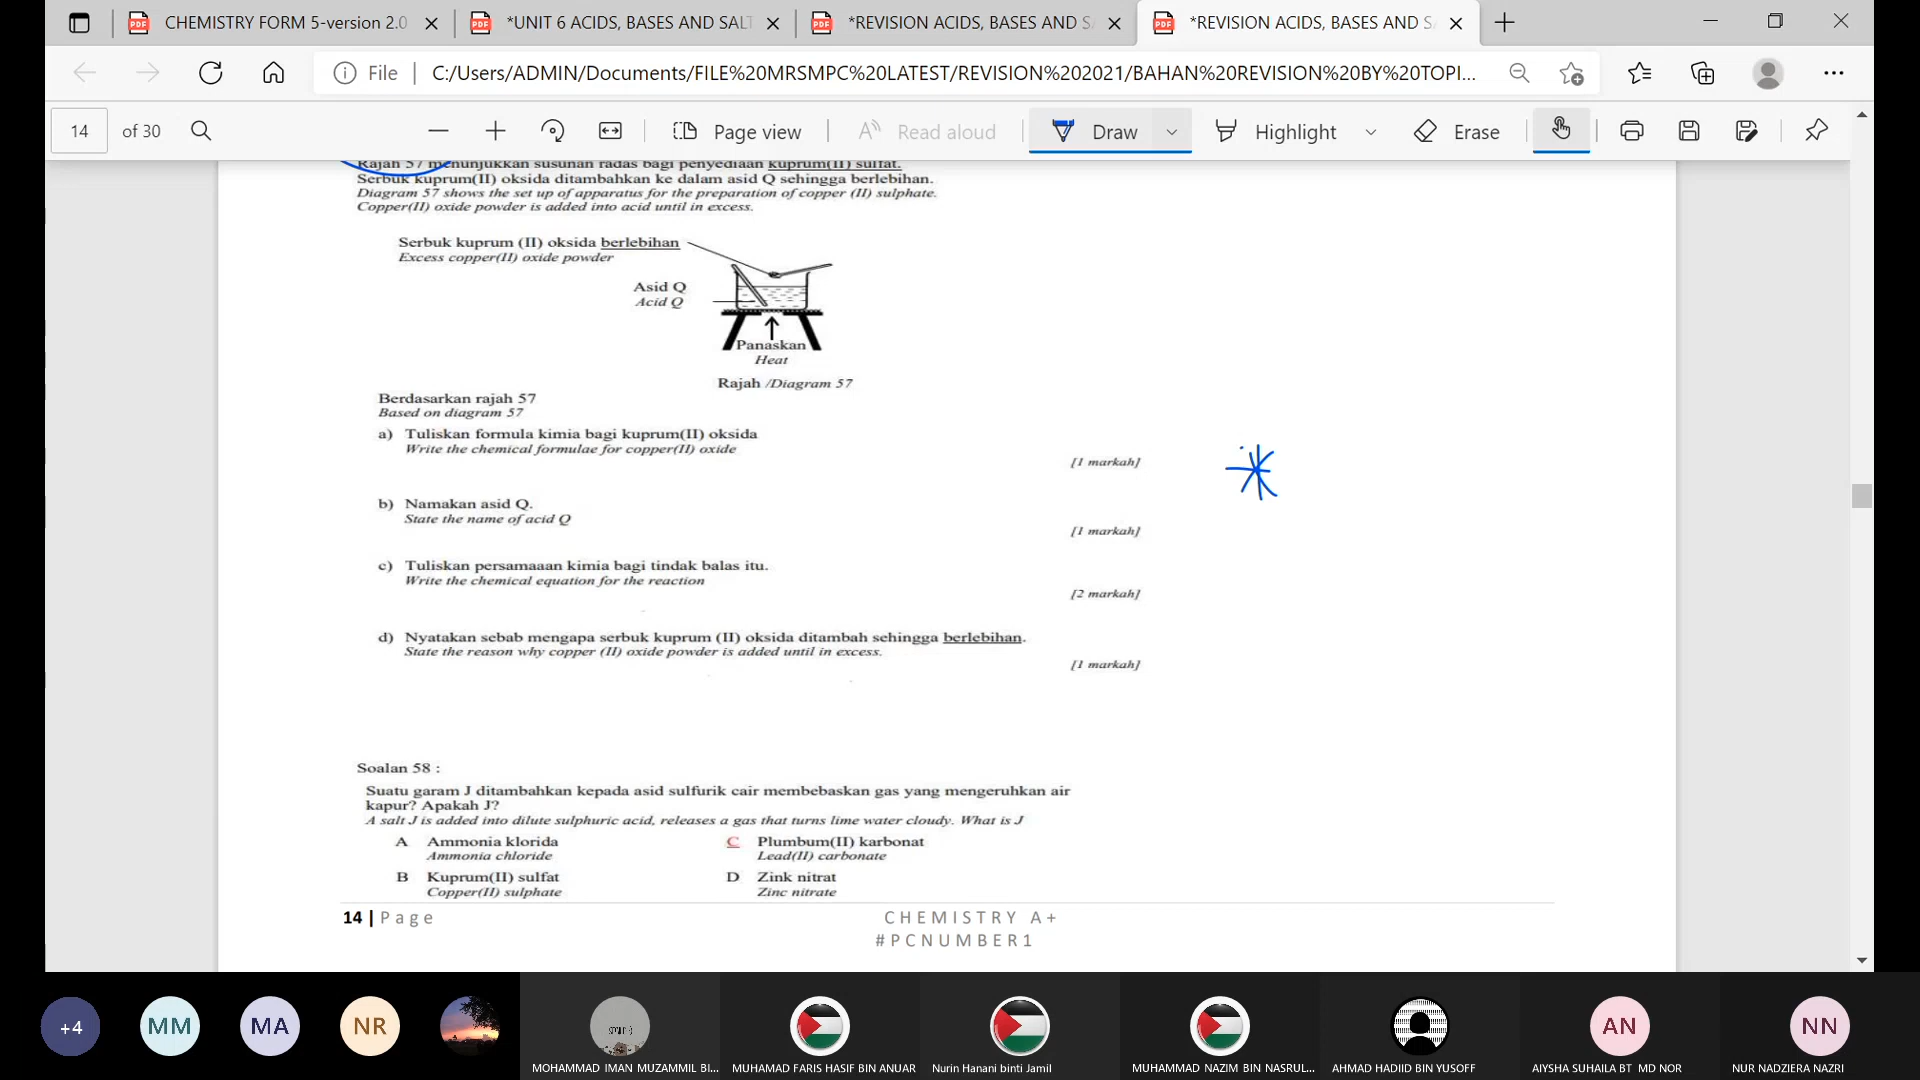 CHEMISTRY FORM 5-version 2.0
*UNIT 6 ACIDS, BASES AND SALT
*REVISION ACIDS, BASES AND SA
*REVISION ACIDS, BASES AND SA
File
C:/Users/ADMIN/Documents/FILE%20MRSMPC%20LATEST/REVISION%202021/BAHAN%20REVISION%20BY%20TOPI...
14 of 30
Page view
Read aloud
Draw
Highlight
Erase
Rajah 57 menunjukkan susunan radas bagi penyediaan kuprum(II) sulfat.
Serbuk kuprum(II) oksida ditambahkan ke dalam asid Q sehingga berlebihan.
Diagram 57 shows the set up of apparatus for the preparation of copper (II) sulphate.
Copper(II) oxide powder is added into acid until in excess.
Serbuk kuprum (II) oksida berlebihan
Excess copper(II) oxide powder
Asid Q
Acid Q
Panaskan
Heat
Rajah /Diagram 57
Berdasarkan rajah 57
Based on diagram 57
a) Tuliskan formula kimia bagi kuprum(II) oksida
Write the chemical formulae for copper(II) oxide
[1 markah]
b) Namakan asid Q.
State the name of acid Q
[1 markah]
c) Tuliskan persamaaan kimia bagi tindak balas itu.
Write the chemical equation for the reaction
[2 markah]
d) Nyatakan sebab mengapa serbuk kuprum (II) oksida ditambah sehingga berlebihan.
State the reason why copper (II) oxide powder is added until in excess.
[1 markah]
Soalan 58 :
Suatu garam J ditambahkan kepada asid sulfurik cair membebaskan gas yang mengeruhkan air
kapur? Apakah J?
A salt J is added into dilute sulphuric acid, releases a gas that turns lime water cloudy. What is J
A Ammonia klorida
Ammonia chloride
C Plumbum(II) karbonat
Lead(II) carbonate
B Kuprum(II) sulfat
Copper(II) sulphate
D Zink nitrat
Zinc nitrate
14 | Page
CHEMISTRY A+
#PCNUMBER1
+4
MM
MA
NR
AN
NN
MOHAMMAD IMAN MUZAMMIL BI...
MUHAMAD FARIS HASIF BIN ANUAR
Nurin Hanani binti Jamil
MUHAMMAD NAZIM BIN NASRUL...
AHMAD HADIID BIN YUSOFF
AIYSHA SUHAILA BT MD NOR
NUR NADZIERA NAZRI